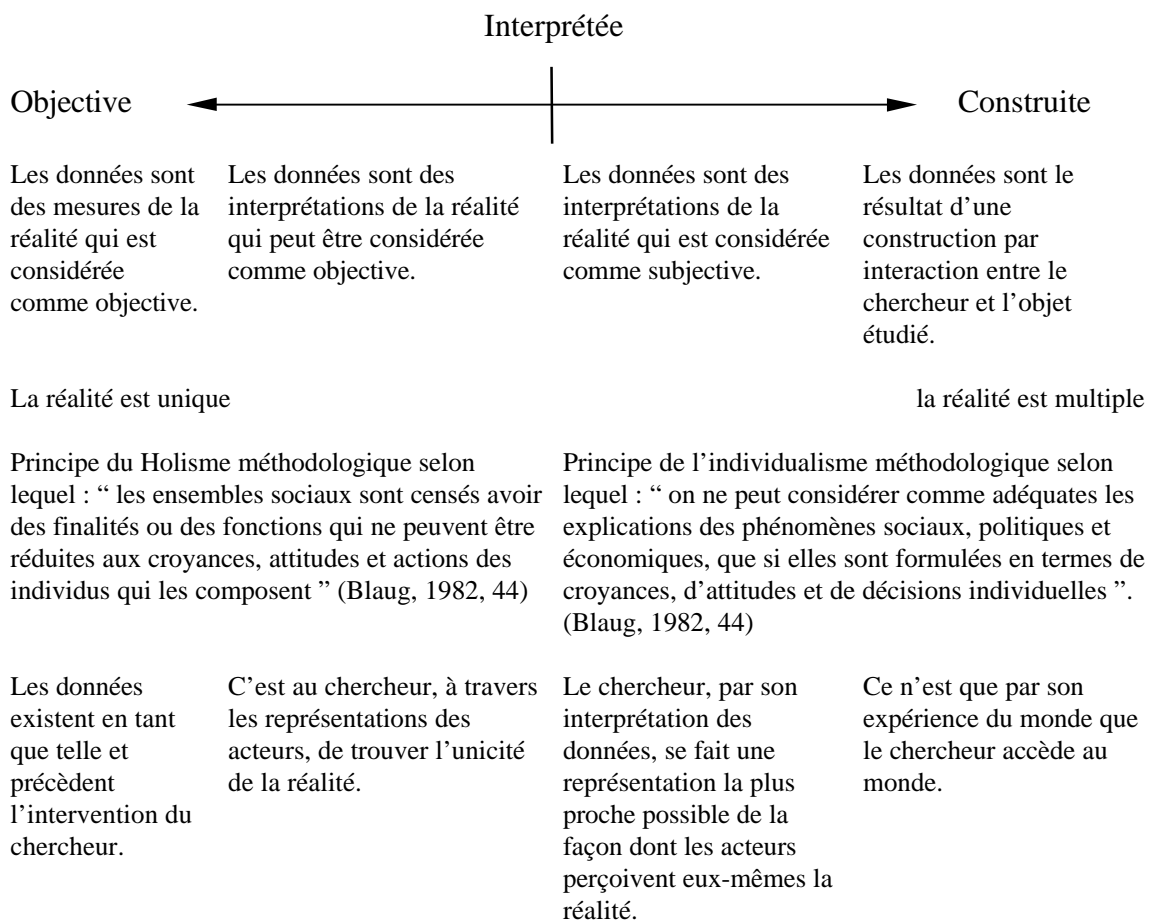 Interprétée
Objective
Construite
Les données sont
des mesures de la
réalité qui est
considérée
comme objective.
Les données sont des
interprétations de la réalité
qui peut être considérée
comme objective.
Les données sont des
interprétations de la
réalité qui est considérée
comme subjective.
Les données sont le
résultat d’une
construction par
interaction entre le
chercheur et l’objet
étudié.
La réalité est unique
la réalité est multiple
Principe du Holisme méthodologique selon
lequel : “ les ensembles sociaux sont censés avoir
des finalités ou des fonctions qui ne peuvent être
réduites aux croyances, attitudes et actions des
individus qui les composent ” (Blaug, 1982, 44)
Principe de l’individualisme méthodologique selon
lequel : “ on ne peut considérer comme adéquates les
explications des phénomènes sociaux, politiques et
économiques, que si elles sont formulées en termes de
croyances, d’attitudes et de décisions individuelles ”.
(Blaug, 1982, 44)
Les données
existent en tant
que telle et
précèdent
l’intervention du
chercheur.
C’est au chercheur, à travers
les représentations des
acteurs, de trouver l’unicité
de la réalité.
Le chercheur, par son
interprétation des
données, se fait une
représentation la plus
proche possible de la
façon dont les acteurs
perçoivent eux-mêmes la
réalité.
Ce n’est que par son
expérience du monde que
le chercheur accède au
monde.